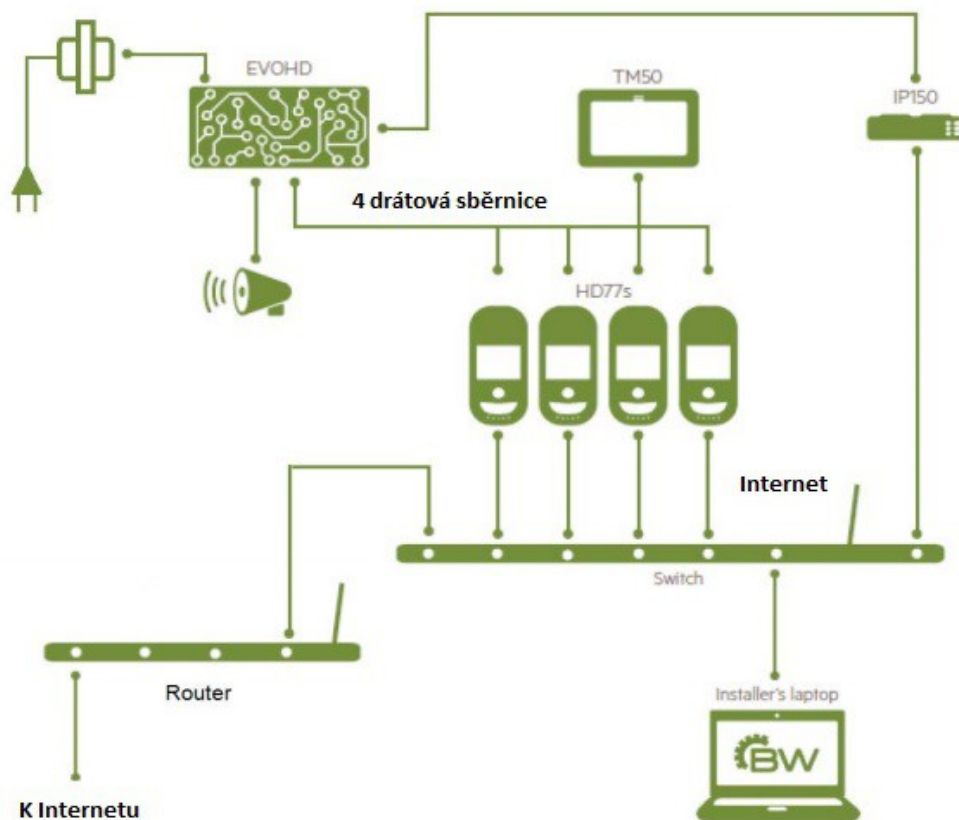 EVOHD
TM50
IP150
4 drátová sběrnice
HD77s
Internet
Switch
Router
Installer's laptop
BW
K Internetu